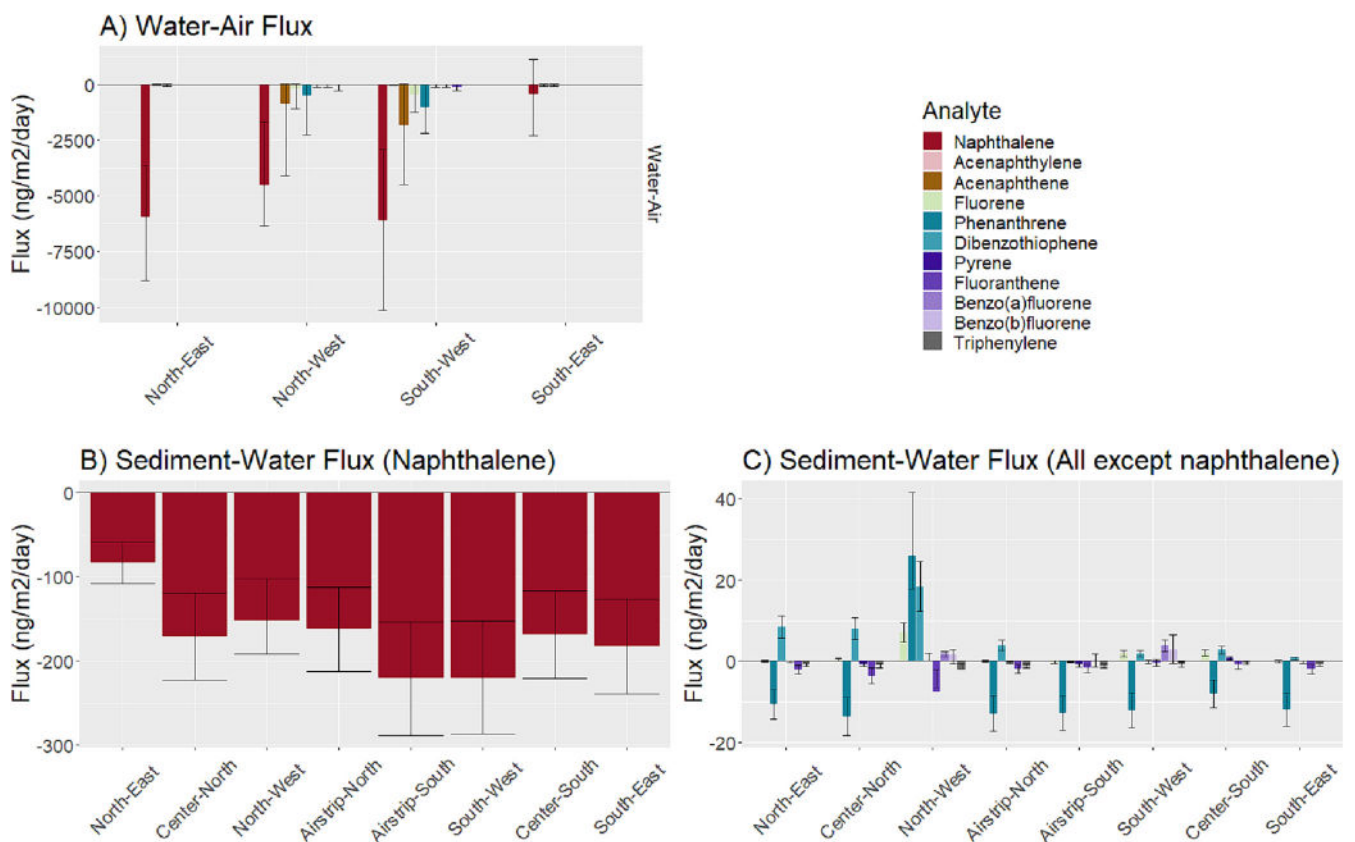 A) Water-Air Flux
Flux (ng/m2/day)
0
-2500
-5000
-7500
-10000
Water-Air
North-East
North-West
South-West
South-East
Analyte
Naphthalene
Acenaphthylene
Acenaphthene
Fluorene
Phenanthrene
Dibenzothiophene
Pyrene
Fluoranthene
Benzo(a)fluorene
Benzo(b)fluorene
Triphenylene
B) Sediment-Water Flux (Naphthalene)
Flux (ng/m2/day)
0
-100
-200
-300
North-East
Center-North
North-West
Airstrip-North
Airstrip-South
South-West
Center-South
South-East
C) Sediment-Water Flux (All except naphthalene)
Flux (ng/m2/day)
40
20
0
-20
North-East
Center-North
North-West
Airstrip-North
Airstrip-South
South-West
Center-South
South-East